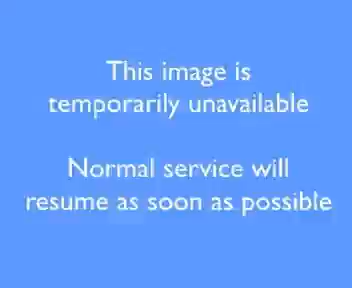 This image is
temporarily unavailable
Normal service will
resume as soon as possible